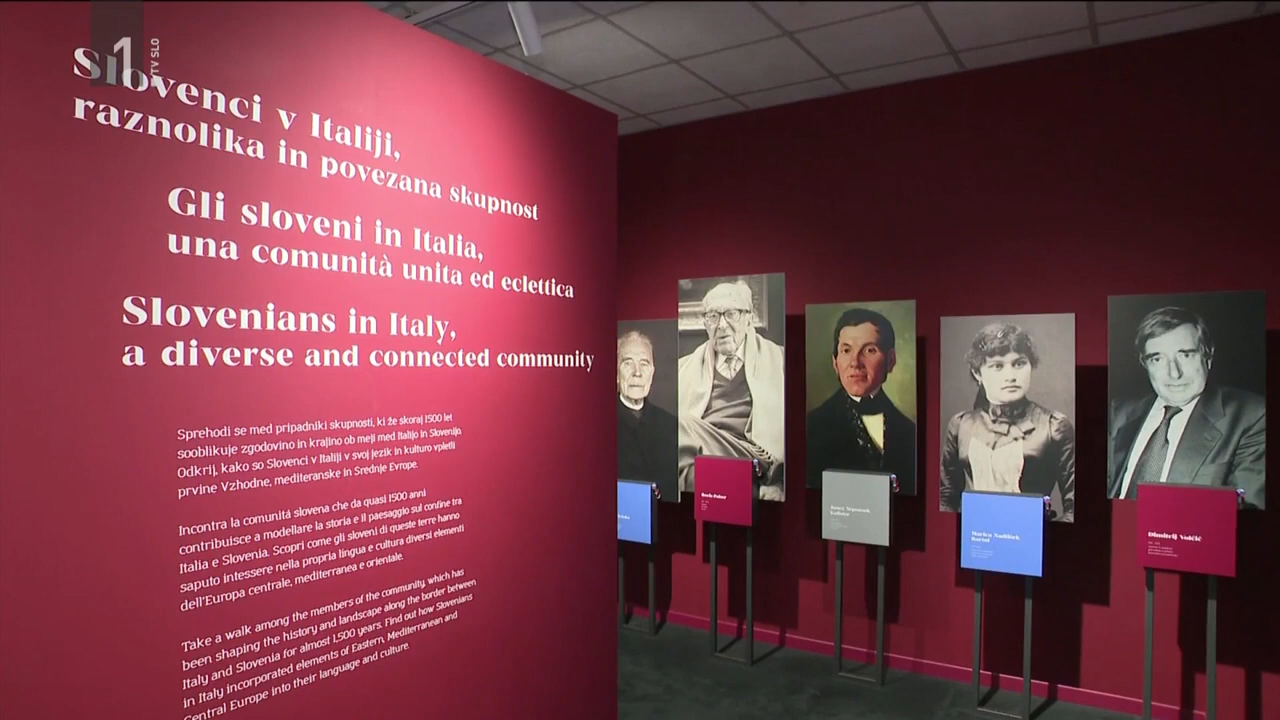 1
TV SLO
Slovenci v Italiji,
raznolika in povezana skupnost
Gli sloveni in Italia,
una comunità unita ed eclettica
Slovenians in Italy,
a diverse and connected community
Sprehodi se med pripadniki skupnosti, ki že skoraj 1500 let
sooblikuje zgodovino in krajino ob meji med Italijo in Slovenijo.
Odkrij, kako so Slovenci v Italiji v svoj jezik in kulturo vpletli
prvine Vzhodne, mediteranske in Srednje Evrope.
Incontra la comunità slovena che da quasi 1500 anni
contribuisce a modellare la storia e il paesaggio sul confine tra
Italia e Slovenia. Scopri come gli sloveni di queste terre hanno
saputo intessere nella propria lingua e cultura diversi elementi
dell'Europa centrale, mediterranea e orientale.
Take a walk among the members of the community, which has
been shaping the history and landscape along the border between
Italy and Slovenia for almost 1,500 years. Find out how Slovenians
in Italy incorporated elements of Eastern, Mediterranean and
Central Europe into their language and culture.
Boris Pahor
Marica Nadlišek
Bartol
Dimitrij Volčič